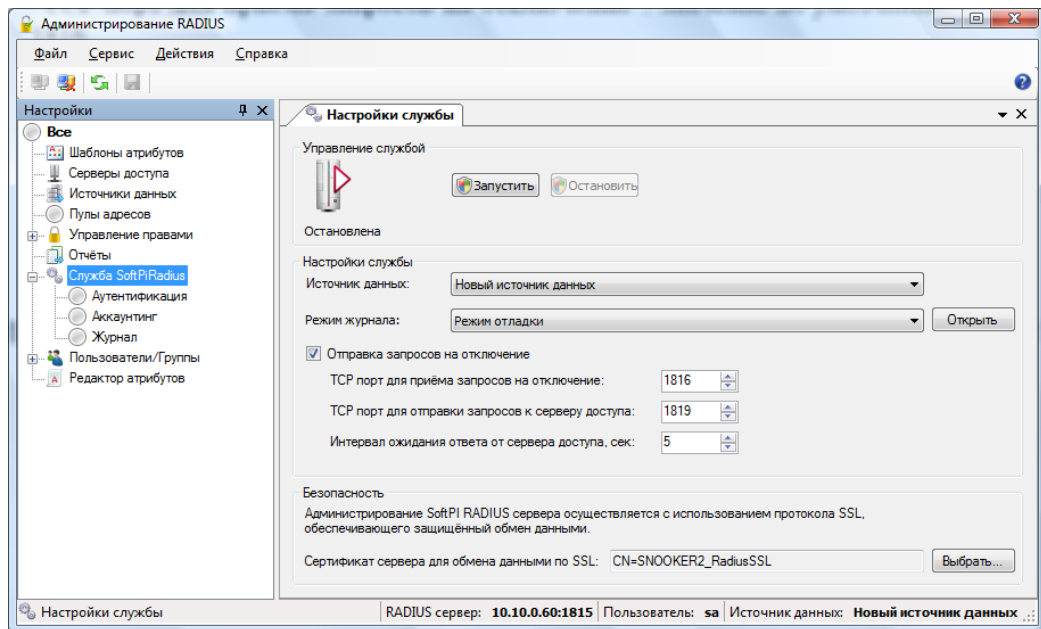 Администрирование RADIUS
Файл Сервис Действия Справка
Настройки
Все
Шаблоны атрибутов
Серверы доступа
Источники данных
Пулы адресов
Управление правами
Отчёты
Служба SoftPiRadius
Аутентификация
Аккаунтинг
Журнал
Пользователи/Группы
Редактор атрибутов
Настройки службы
Управление службой
Запустить Остановить
Остановлена
Настройки службы
Источник данных: Новый источник данных
Режим журнала: Режим отладки Открыть
Отправка запросов на отключение
TCP порт для приёма запросов на отключение: 1816
TCP порт для отправки запросов к серверу доступа: 1819
Интервал ожидания ответа от сервера доступа, сек: 5
Безопасность
Администрирование SoftPI RADIUS сервера осуществляется с использованием протокола SSL,
обеспечивающего защищённый обмен данными.
Сертификат сервера для обмена данными по SSL: CN=SNOOKER2_RadiusSSL Выбрать...
Настройки службы RADIUS сервер: 10.10.0.60:1815 Пользователь: sa Источник данных: Новый источник данных